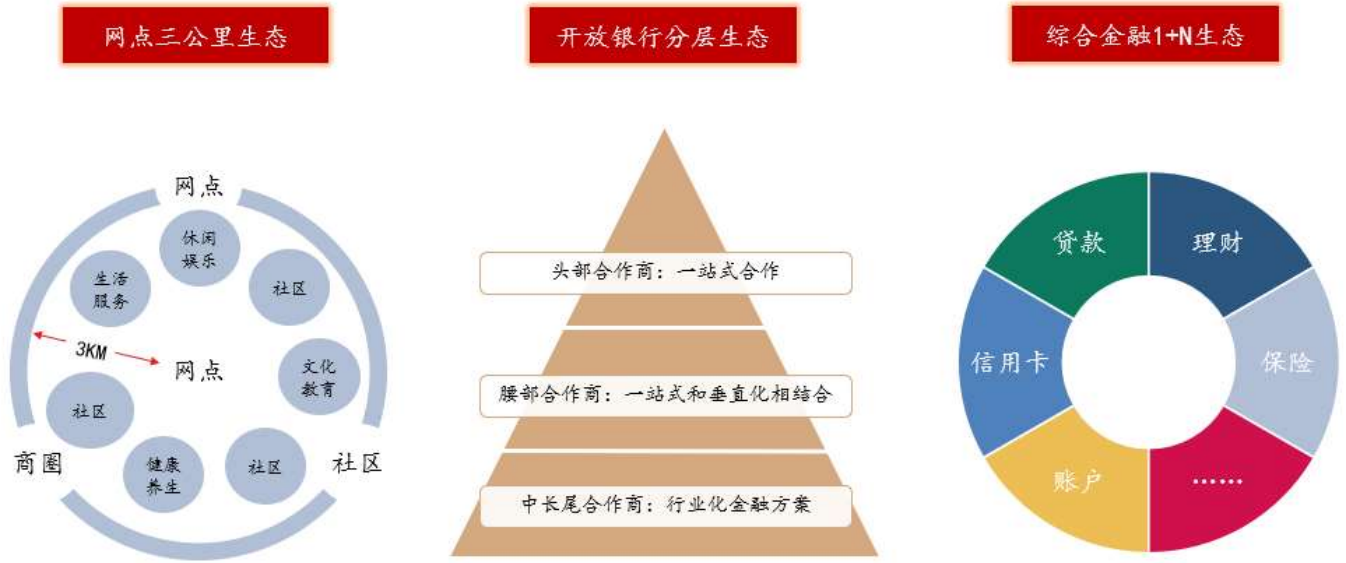 网点三公里生态
开放银行分层生态
综合金融1+N生态
网点
休闲
娱乐
生活
服务
社区
3KM
网点
文化
教育
社区
商圈
健康
养生
社区
社区
头部合作商：一站式合作
腰部合作商：一站式和垂直化相结合
中长尾合作商：行业化金融方案
贷款
理财
信用卡
保险
账户
……